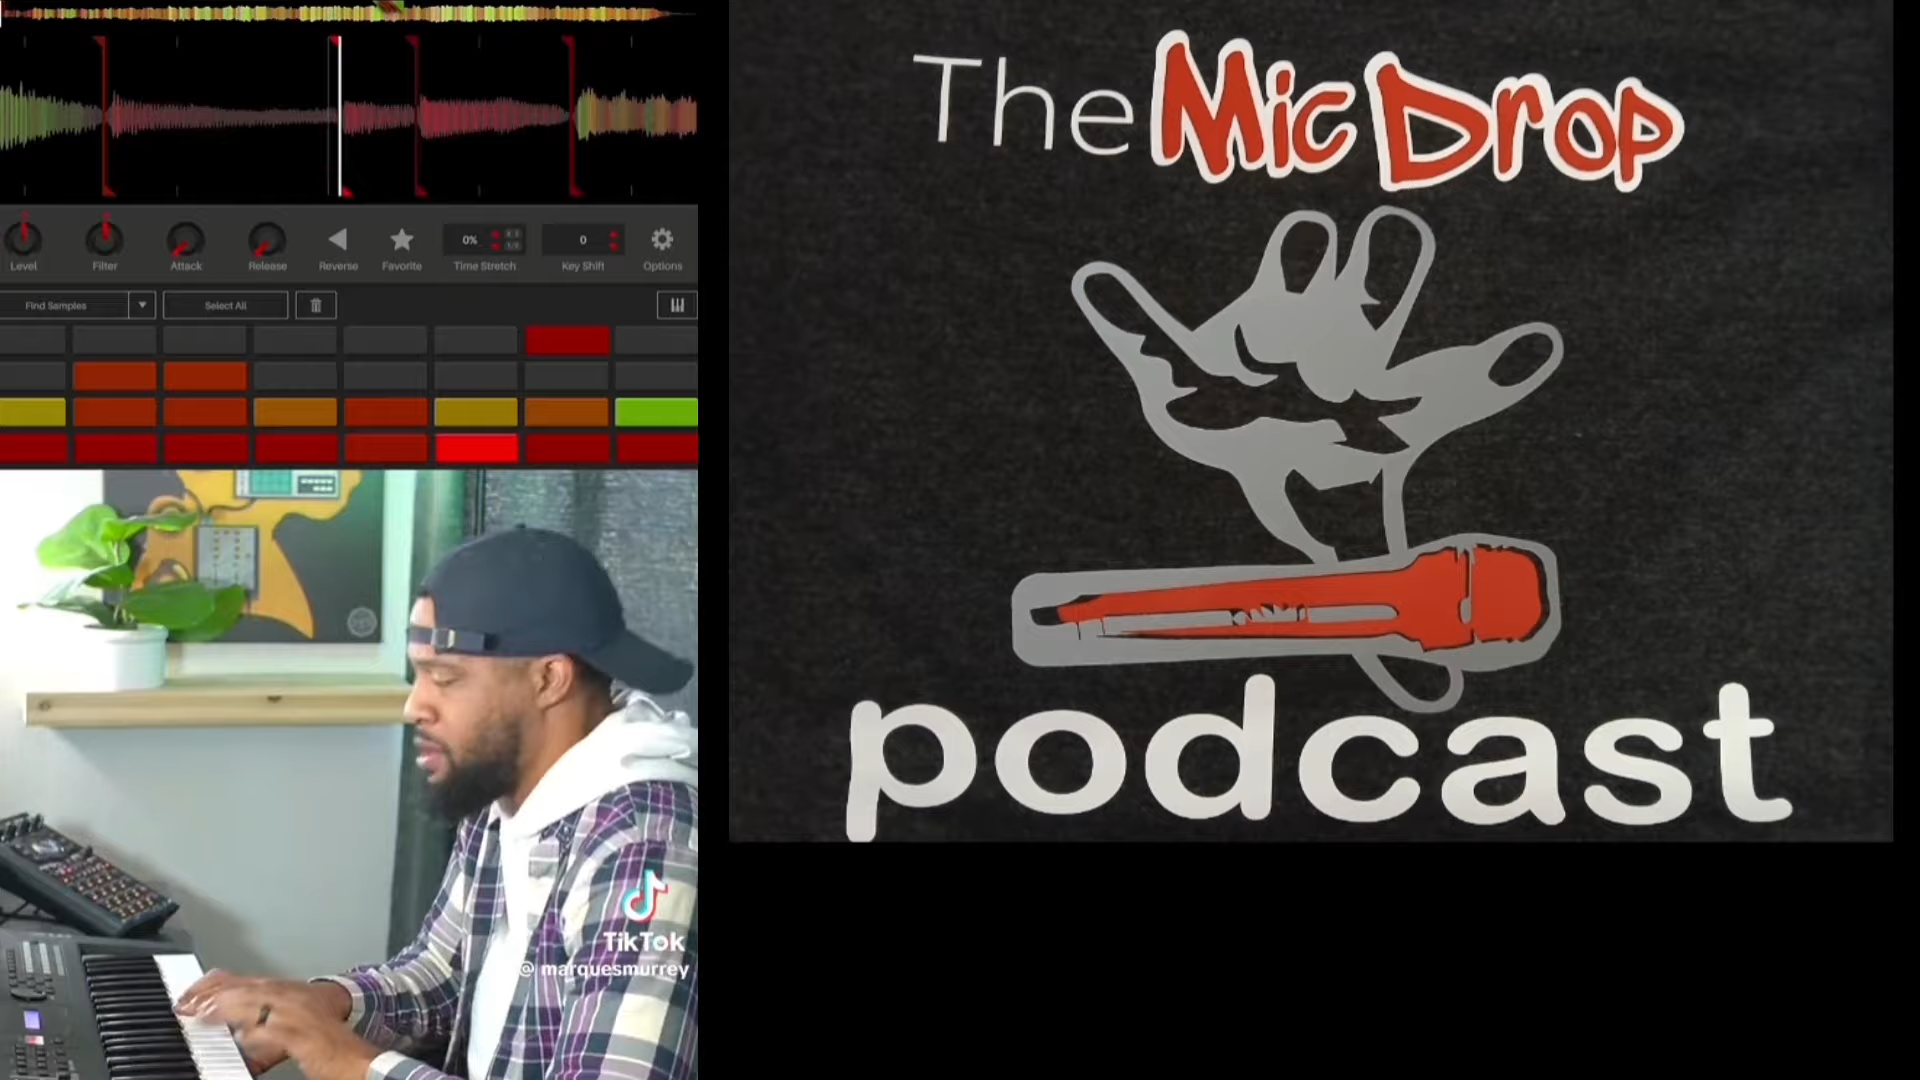 The Mic Drop
podcast
Level
Filter
Attack
Release
Reverse
Favorite
0%
Time Stretch
0
Key Shift
Options
Find Samples
Select All
TikTok
@ marquesmurrey